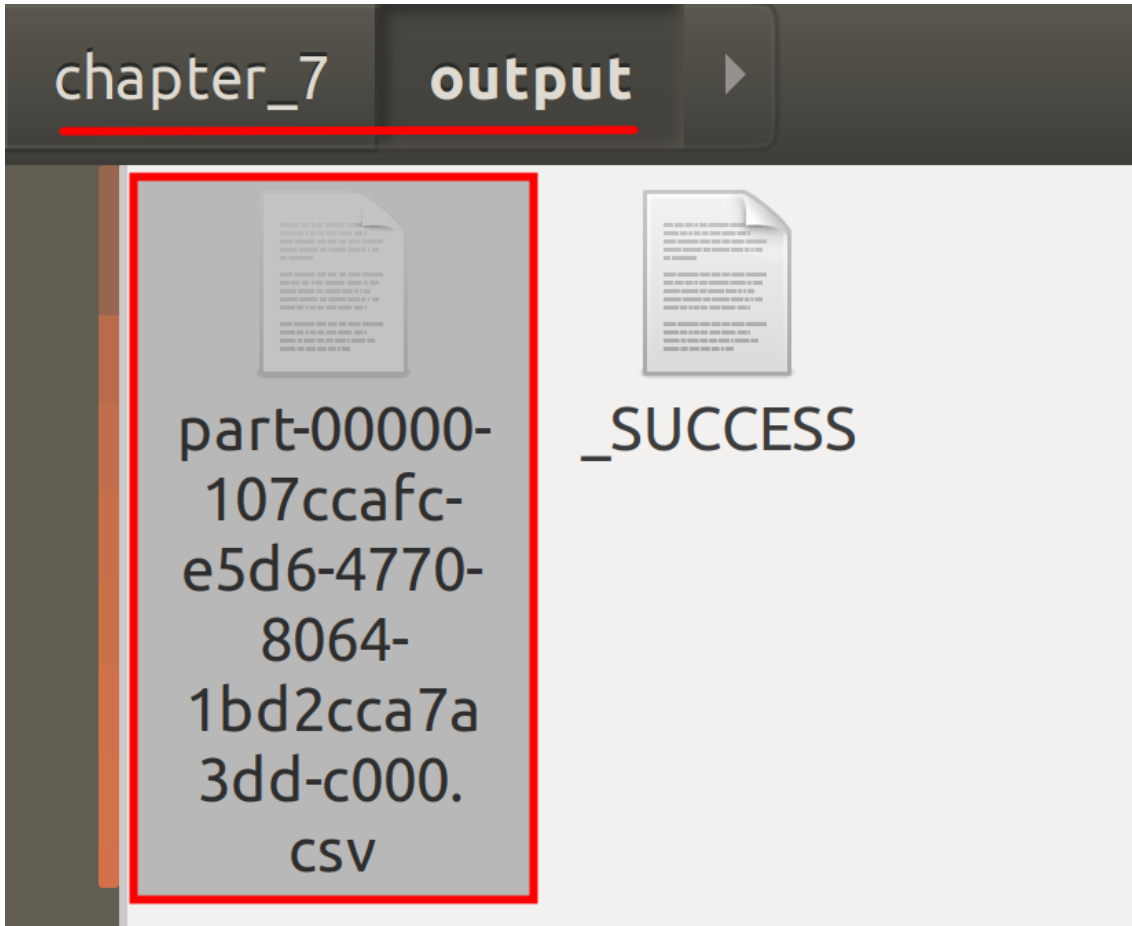 chapter_7 output
part-00000-
107ccafc-
e5d6-4770-
8064-
1bd2cca7a
3dd-c000.
csv
_SUCCESS